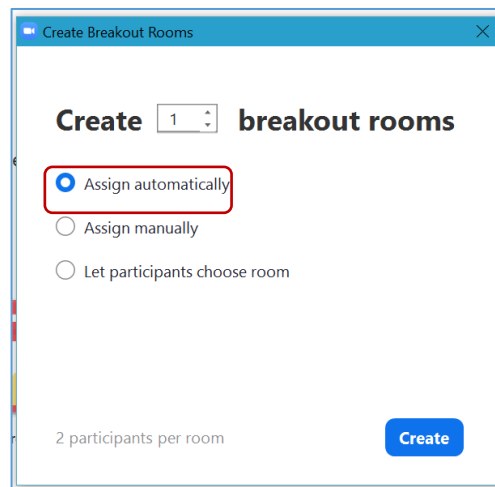 Create Breakout Rooms
Create 1 breakout rooms
Assign automatically
Assign manually
Let participants choose room
2 participants per room
Create